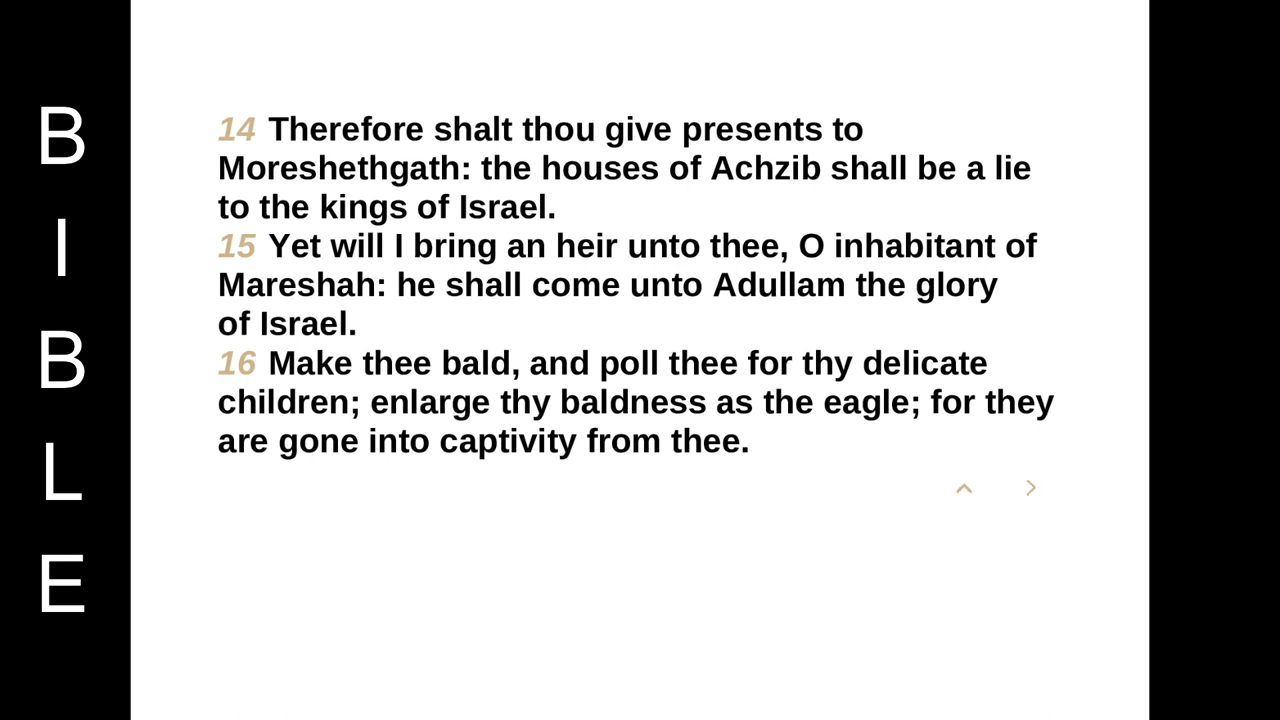 BIBLE
14 Therefore shalt thou give presents to
Moreshethgath: the houses of Achzib shall be a lie
to the kings of Israel.
15 Yet will I bring an heir unto thee, O inhabitant of
Mareshah: he shall come unto Adullam the glory
of Israel.
16 Make thee bald, and poll thee for thy delicate
children; enlarge thy baldness as the eagle; for they
are gone into captivity from thee.